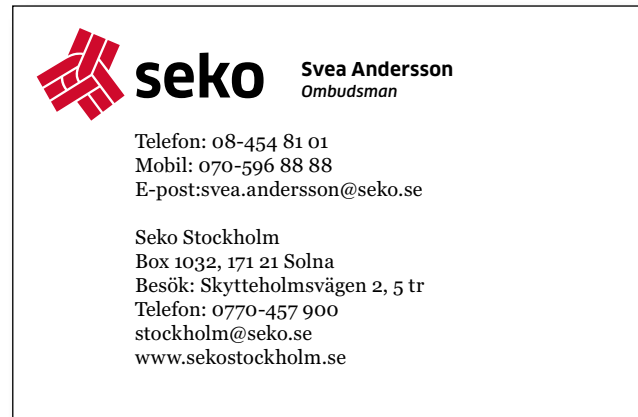 seko
Svea Andersson
Ombudsman
Telefon: 08-454 81 01
Mobil: 070-596 88 88
E-post:svea.andersson@seko.se
Seko Stockholm
Box 1032, 171 21 Solna
Besök: Skytteholmsvägen 2, 5 tr
Telefon: 0770-457 900
stockholm@seko.se
www.sekostockholm.se